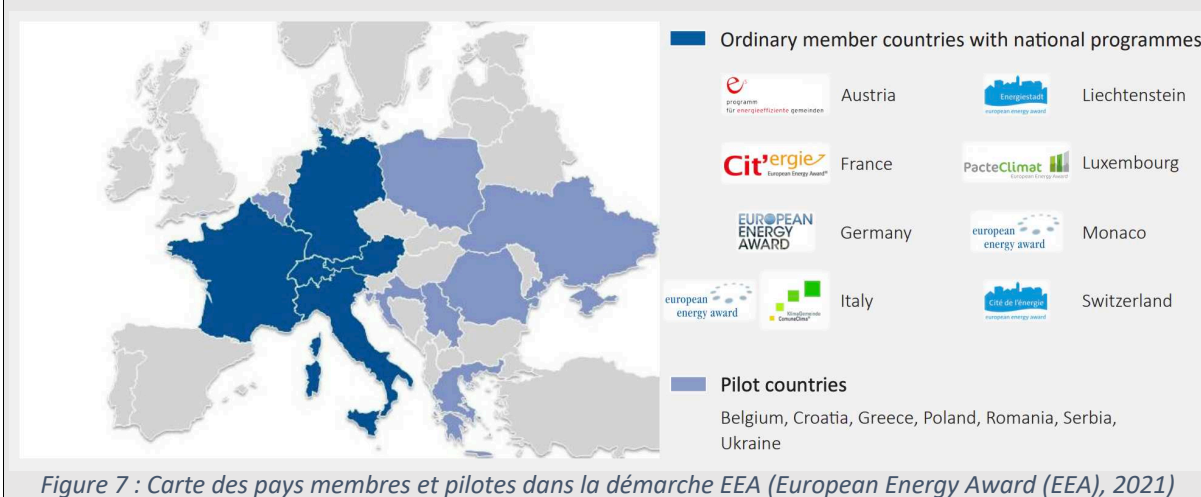 Ordinary member countries with national programmes
e5
programm
für energieeffiziente gemeinden
Austria
Energiestadt
european energy award
Liechtenstein
Cit'ergie
European Energy Award®
France
PacteClimat
European Energy Award
Luxembourg
EUROPEAN
ENERGY
AWARD
Germany
european
energy award
Monaco
european
energy award
KlimaGemeinde
ComuneClima
Italy
Cité de l'énergie
european energy award
Switzerland
Pilot countries
Belgium, Croatia, Greece, Poland, Romania, Serbia,
Ukraine
Figure 7 : Carte des pays membres et pilotes dans la démarche EEA (European Energy Award (EEA), 2021)